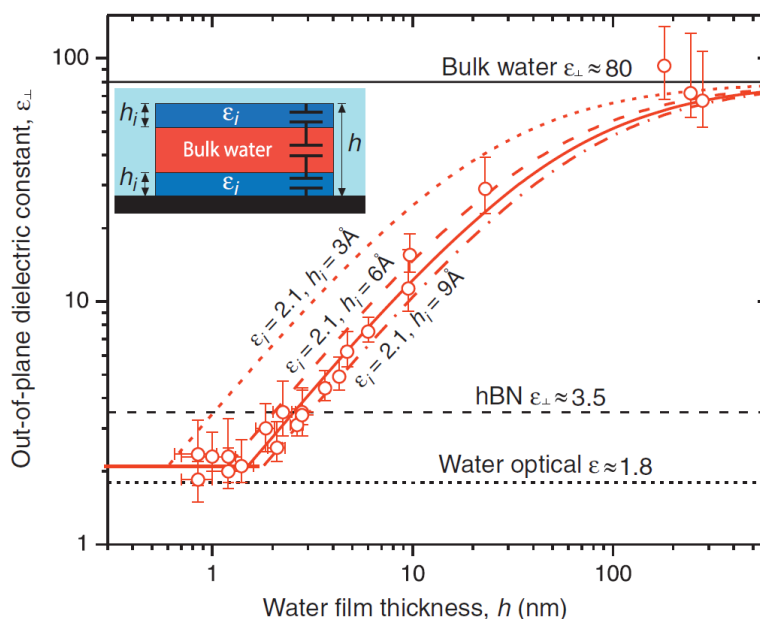 100
Bulk water ε⊥ ≈ 80
hᵢ
εᵢ
Bulk water
h
hᵢ
εᵢ
εᵢ = 2.1, hᵢ = 3Å
εᵢ = 2.1, hᵢ = 6Å
εᵢ = 2.1, hᵢ = 9Å
10
hBN ε⊥ ≈ 3.5
Water optical ε ≈ 1.8
1
Out-of-plane dielectric constant, ε⊥
1
10
100
Water film thickness, h (nm)